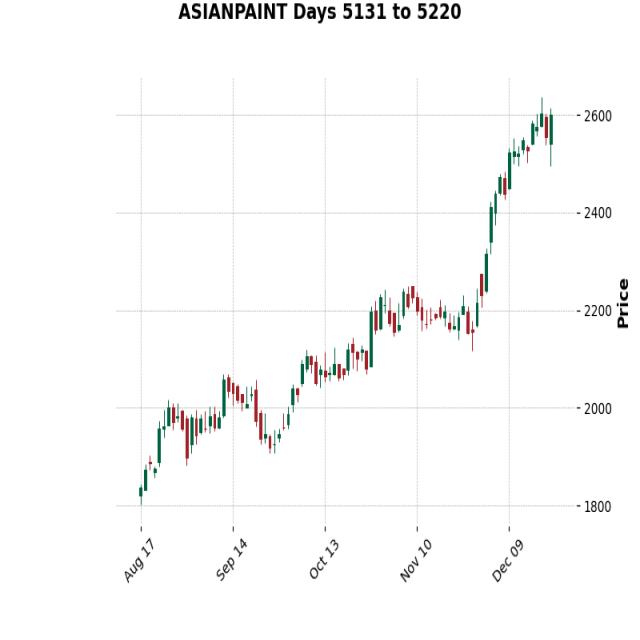 ASIANPAINT Days 5131 to 5220
2600
2400
2200
2000
1800
Price
Aug 17
Sep 14
Oct 13
Nov 10
Dec 09